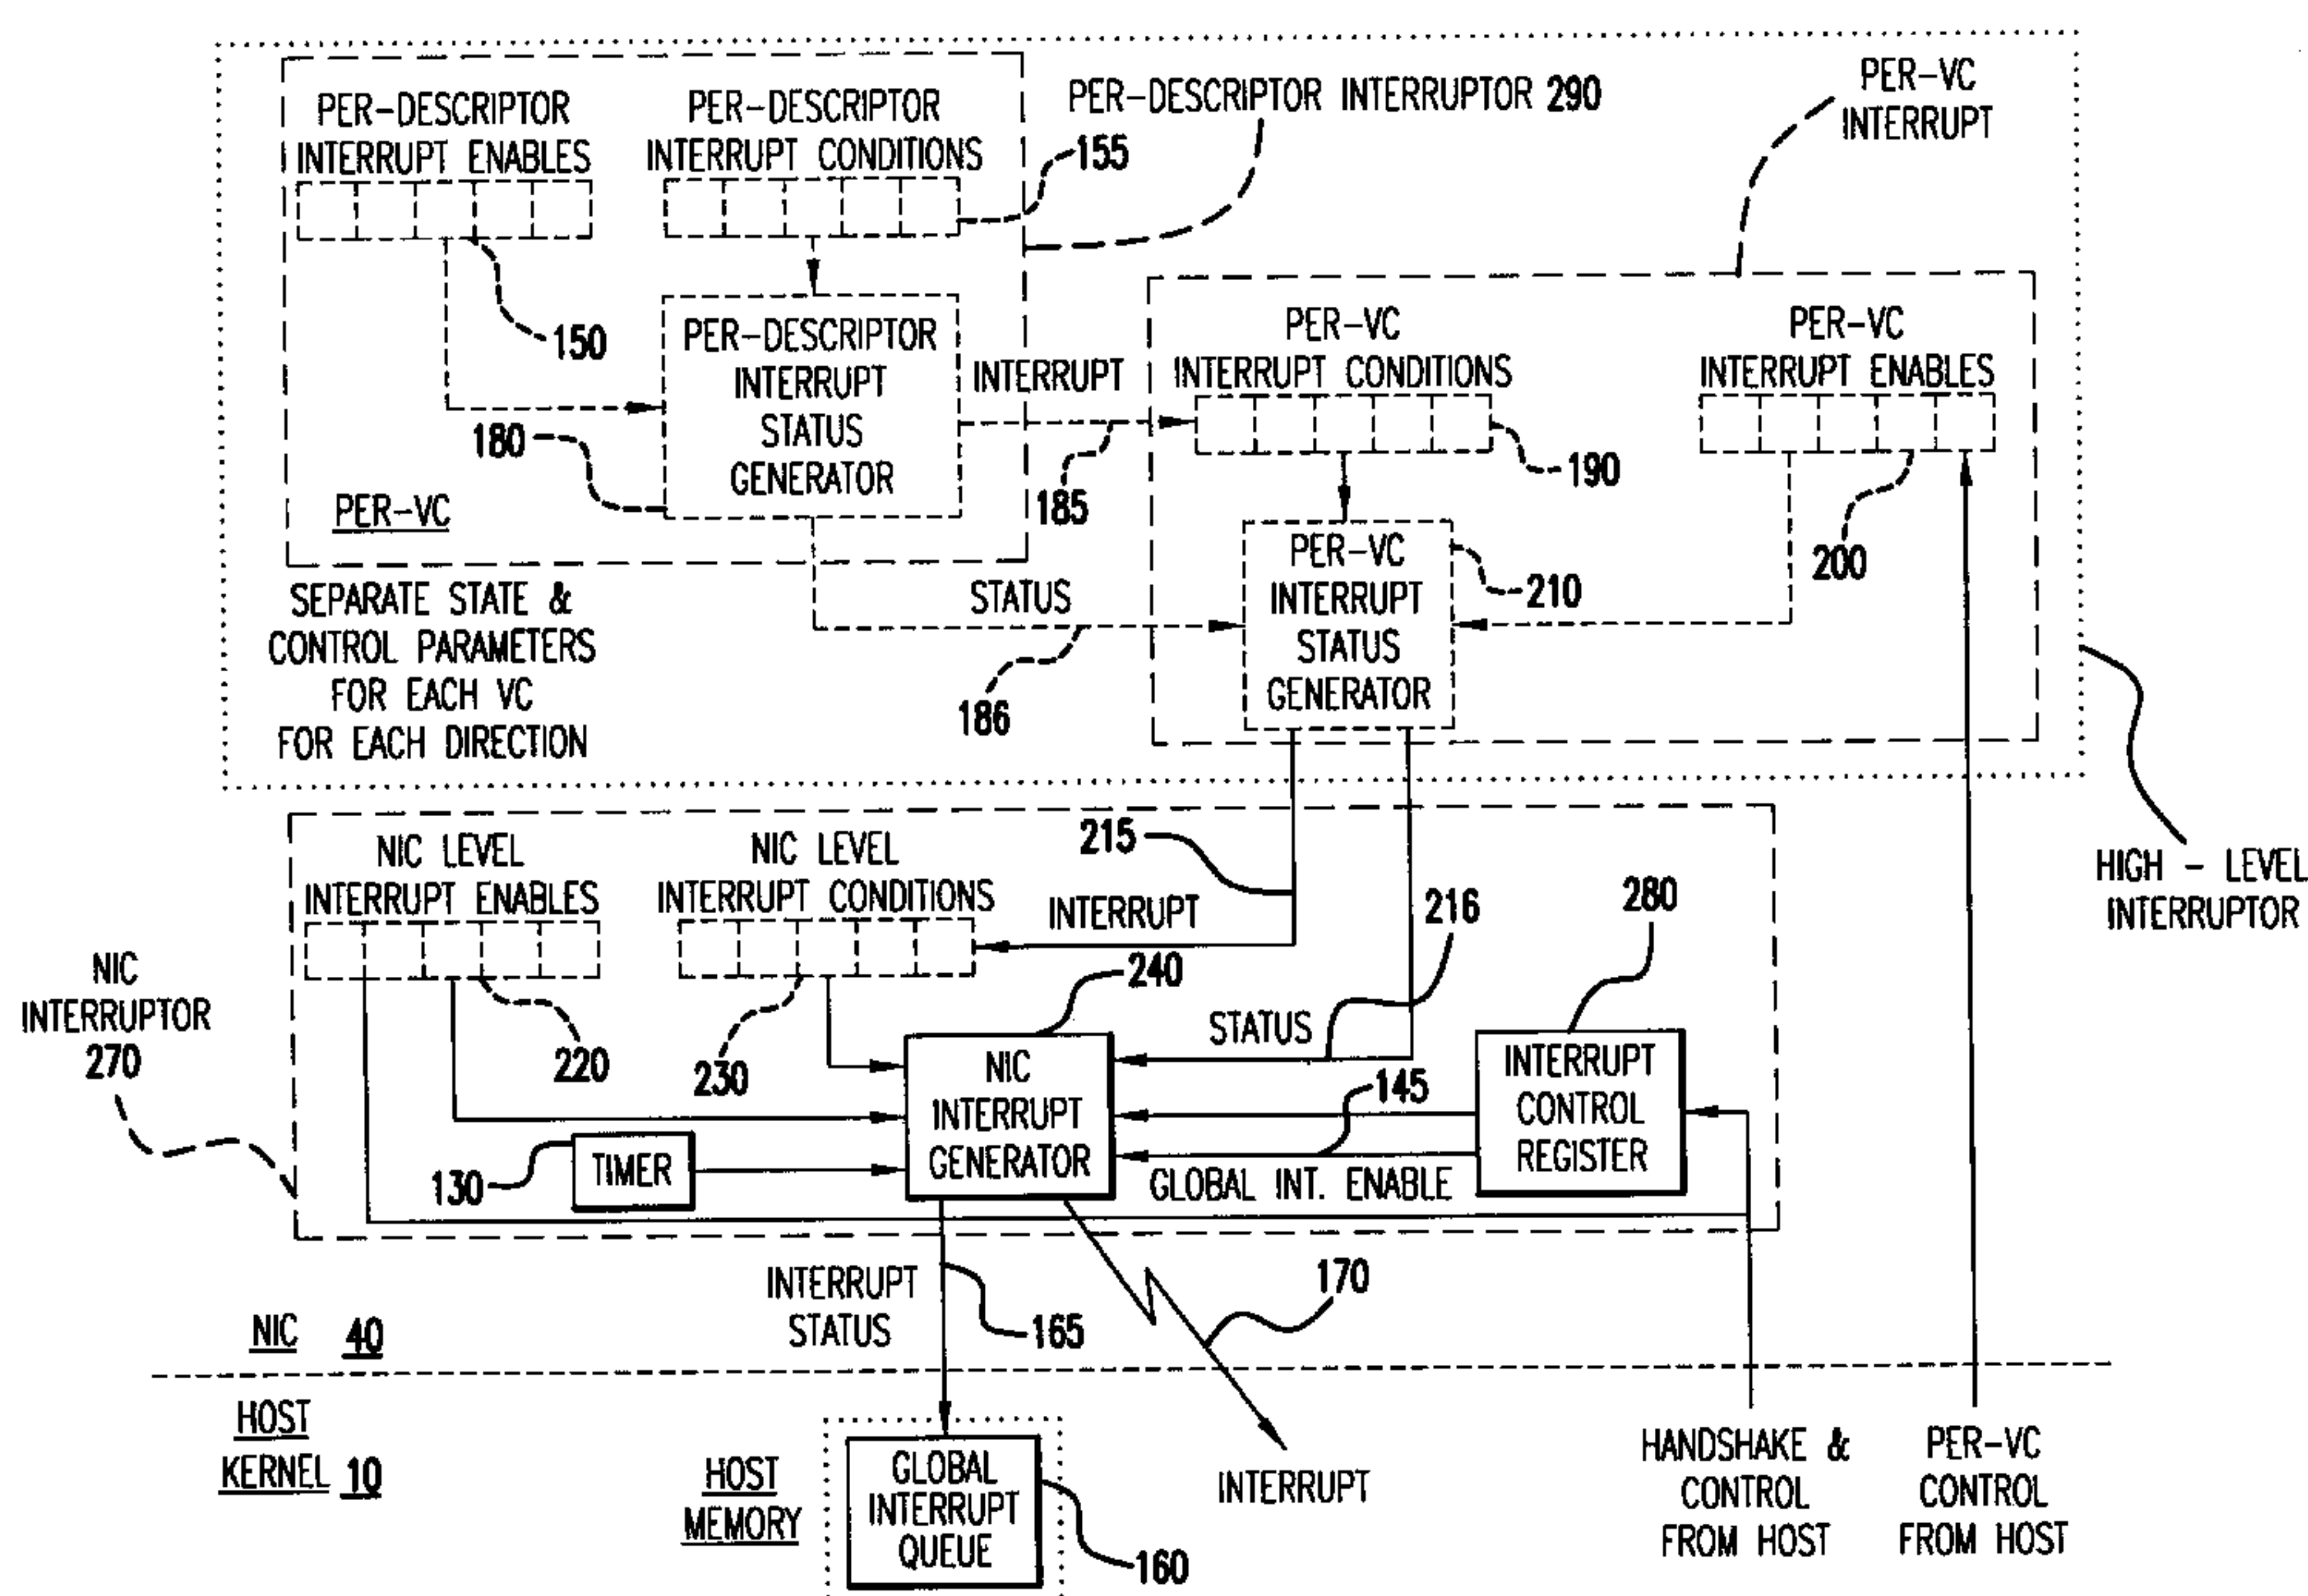 PER-DESCRIPTOR
INTERRUPT ENABLES
PER-DESCRIPTOR
INTERRUPT CONDITIONS
PER-DESCRIPTOR INTERRUPTOR 290
PER-VC
INTERRUPT
155
150
PER-DESCRIPTOR
INTERRUPT
STATUS
GENERATOR
180
PER-VC
INTERRUPT
185
PER-VC
INTERRUPT CONDITIONS
190
PER-VC
INTERRUPT ENABLES
200
PER-VC
INTERRUPT
STATUS
GENERATOR
210
SEPARATE STATE &
CONTROL PARAMETERS
FOR EACH VC
FOR EACH DIRECTION
STATUS
186
HIGH - LEVEL
INTERRUPTOR
NIC LEVEL
INTERRUPT ENABLES
NIC LEVEL
INTERRUPT CONDITIONS
215
INTERRUPT
216
280
NIC
INTERRUPTOR
270
220
230
240
STATUS
NIC
INTERRUPT
GENERATOR
145
INTERRUPT
CONTROL
REGISTER
130
TIMER
GLOBAL INT. ENABLE
INTERRUPT
STATUS
165
170
NIC 40
HOST
KERNEL 10
HOST
MEMORY
GLOBAL
INTERRUPT
QUEUE
160
INTERRUPT
HANDSHAKE &
CONTROL
FROM HOST
PER-VC
CONTROL
FROM HOST